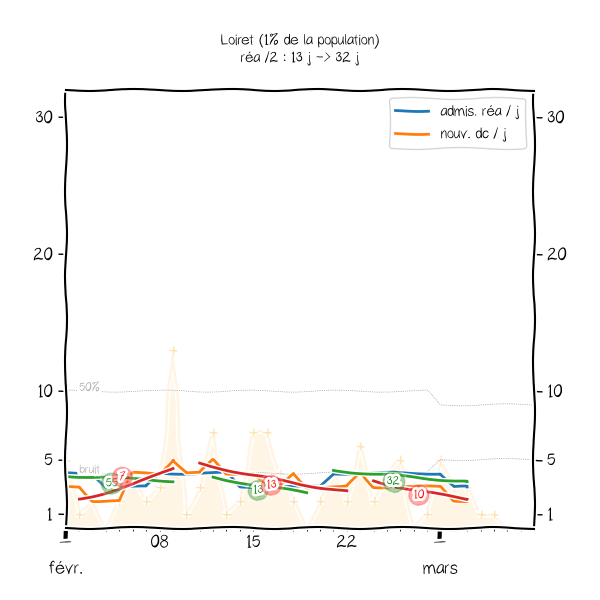 Loiret (1% de la population)
réa /2 : 13 j -> 32 j
admis. réa / j
nouv. dc / j
30
30
20
20
10
10
50%
5
5
bruit
7
13
13
32
10
1
1
08
15
22
févr.
mars